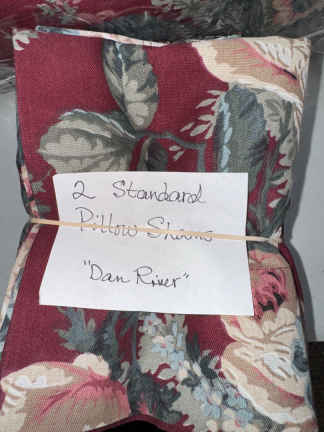 2 Standard
Pillow Shams
"Dan River"